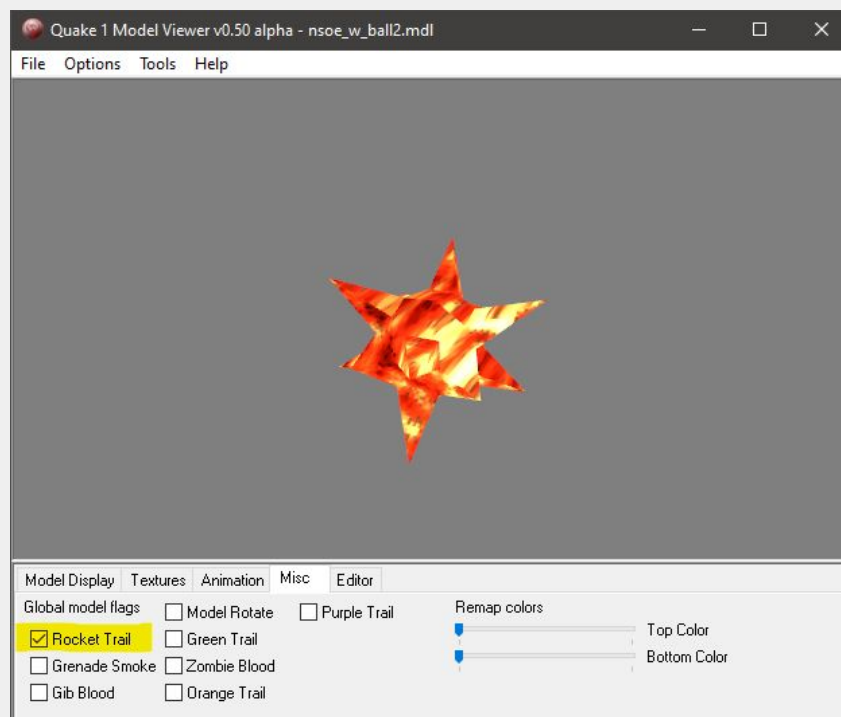 Quake 1 Model Viewer v0.50 alpha - nsoe_w_ball2.mdl
File Options Tools Help
Model Display Textures Animation Misc Editor
Global model flags Model Rotate Purple Trail Remap colors
Rocket Trail Green Trail Top Color
Grenade Smoke Zombie Blood Bottom Color
Gib Blood Orange Trail